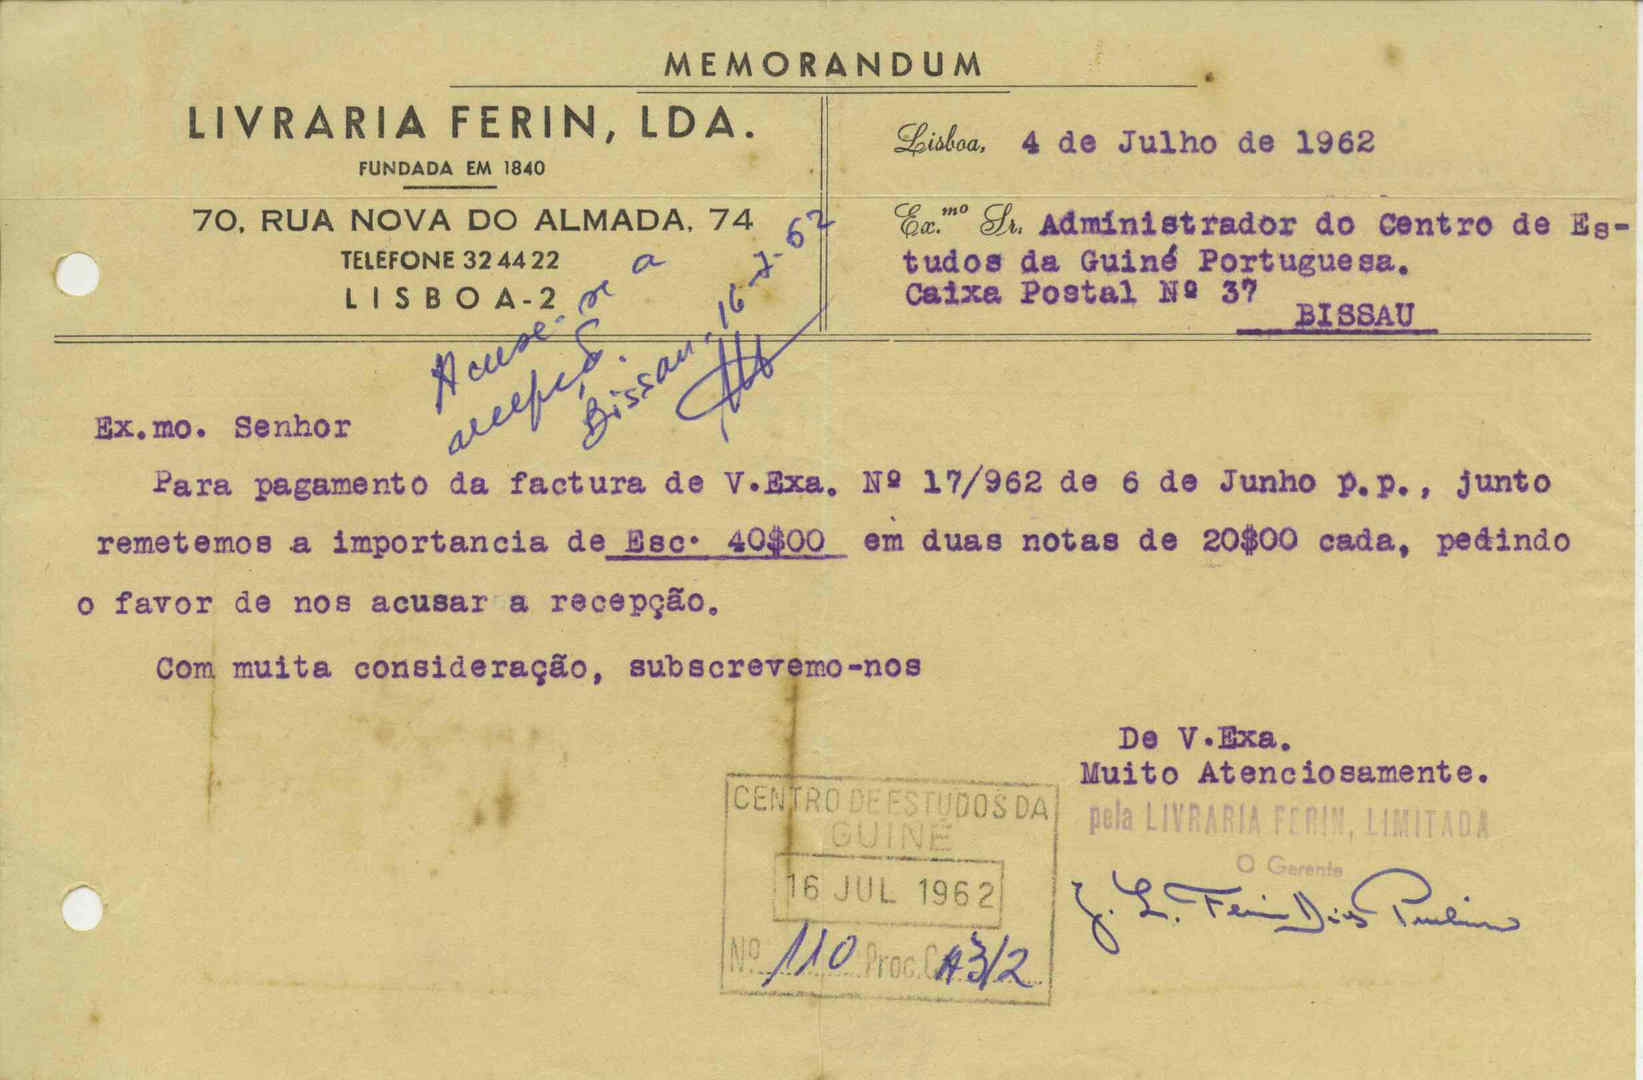 MEMORANDUM
LIVRARIA FERIN, LDA.
FUNDADA EM 1840
70, RUA NOVA DO ALMADA, 74
TELEFONE 32 44 22
LISBOA-2
Lisboa, 4 de Julho de 1962
Ex.mo Sr. Administrador do Centro de Es-
tudos da Guiné Portuguesa.
Caixa Postal Nº 37
BISSAU
Acuse-se a
recepção.
Bissau, 16-7-62
Ex.mo. Senhor
Para pagamento da factura de V.Exa. Nº 17/962 de 6 de Junho p.p., junto
remetemos a importancia de Esc. 40$00 em duas notas de 20$00 cada, pedindo
o favor de nos acusar a recepção.
Com muita consideração, subscrevemo-nos
De V.Exa.
Muito Atenciosamente.
pela LIVRARIA FERIN, LIMITADA
O Gerente
CENTRO DE ESTUDOS DA
GUINÉ
16 JUL 1962
Nº 110 Proc. A3/2